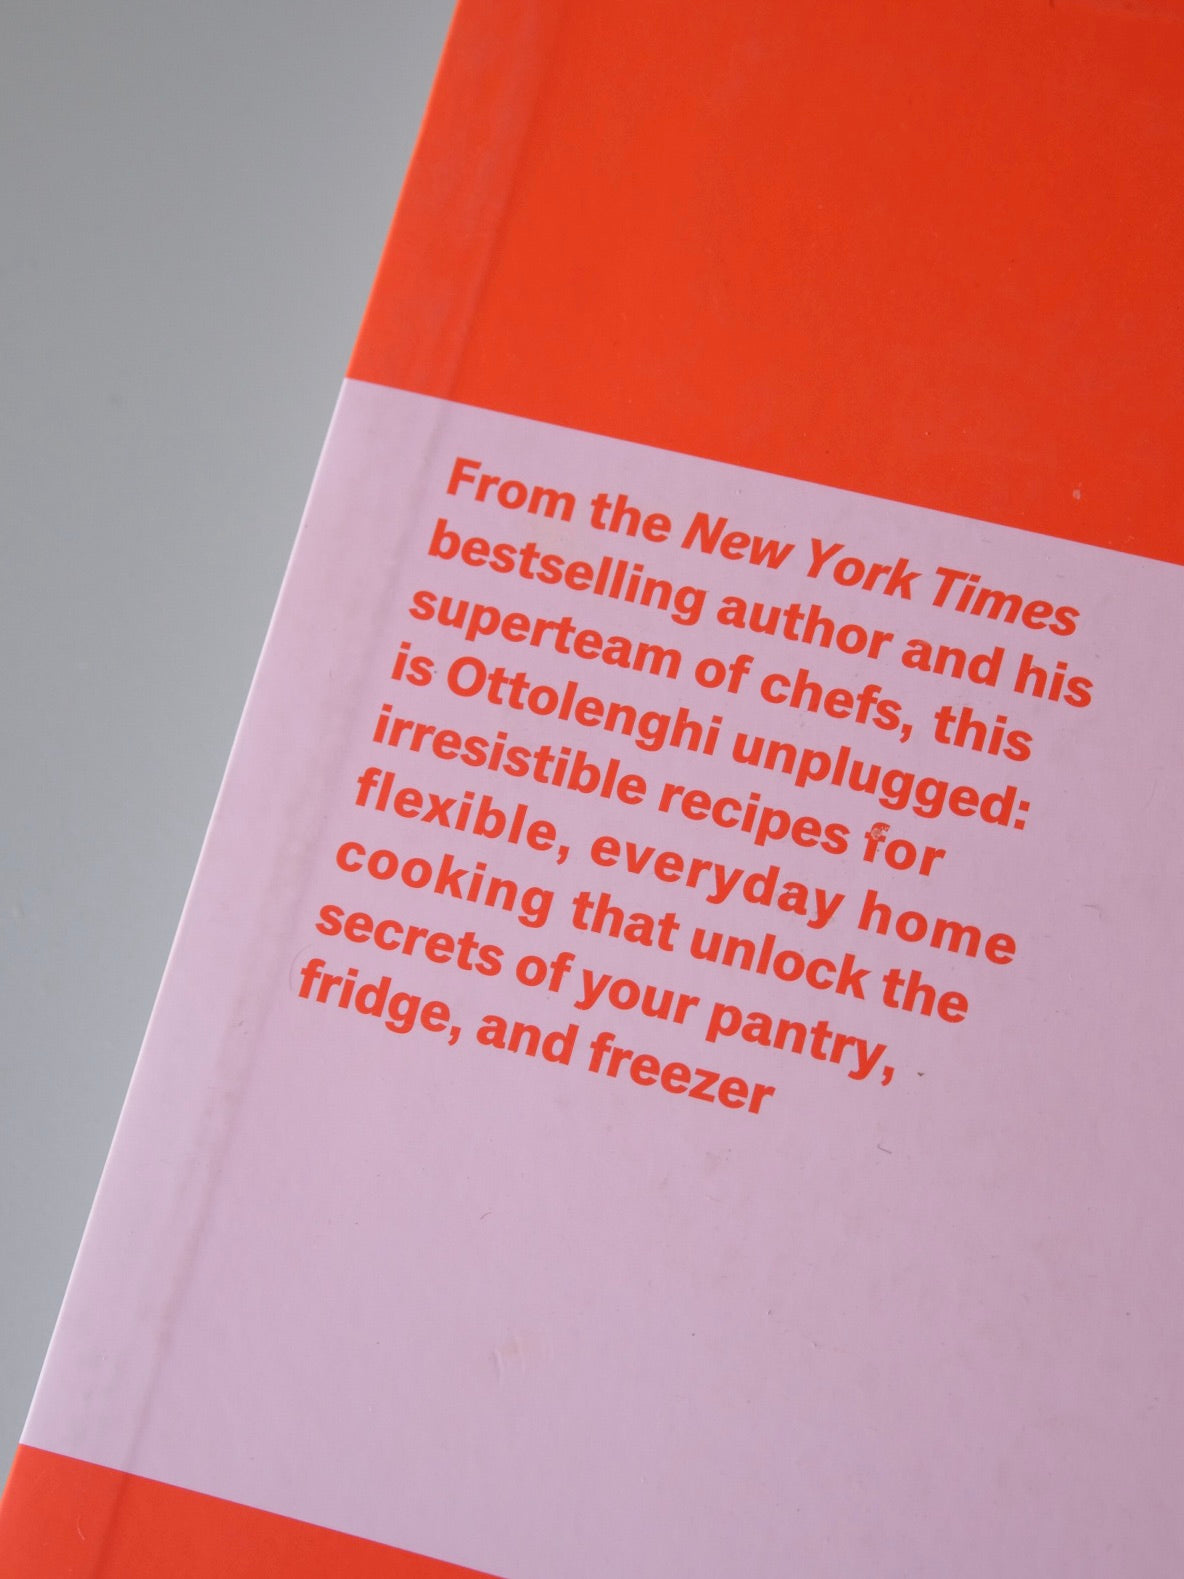 From the New York Times
bestselling author and his
superteam of chefs, this
is Ottolenghi unplugged:
irresistible recipes for
flexible, everyday home
cooking that unlock the
secrets of your pantry,
fridge, and freezer